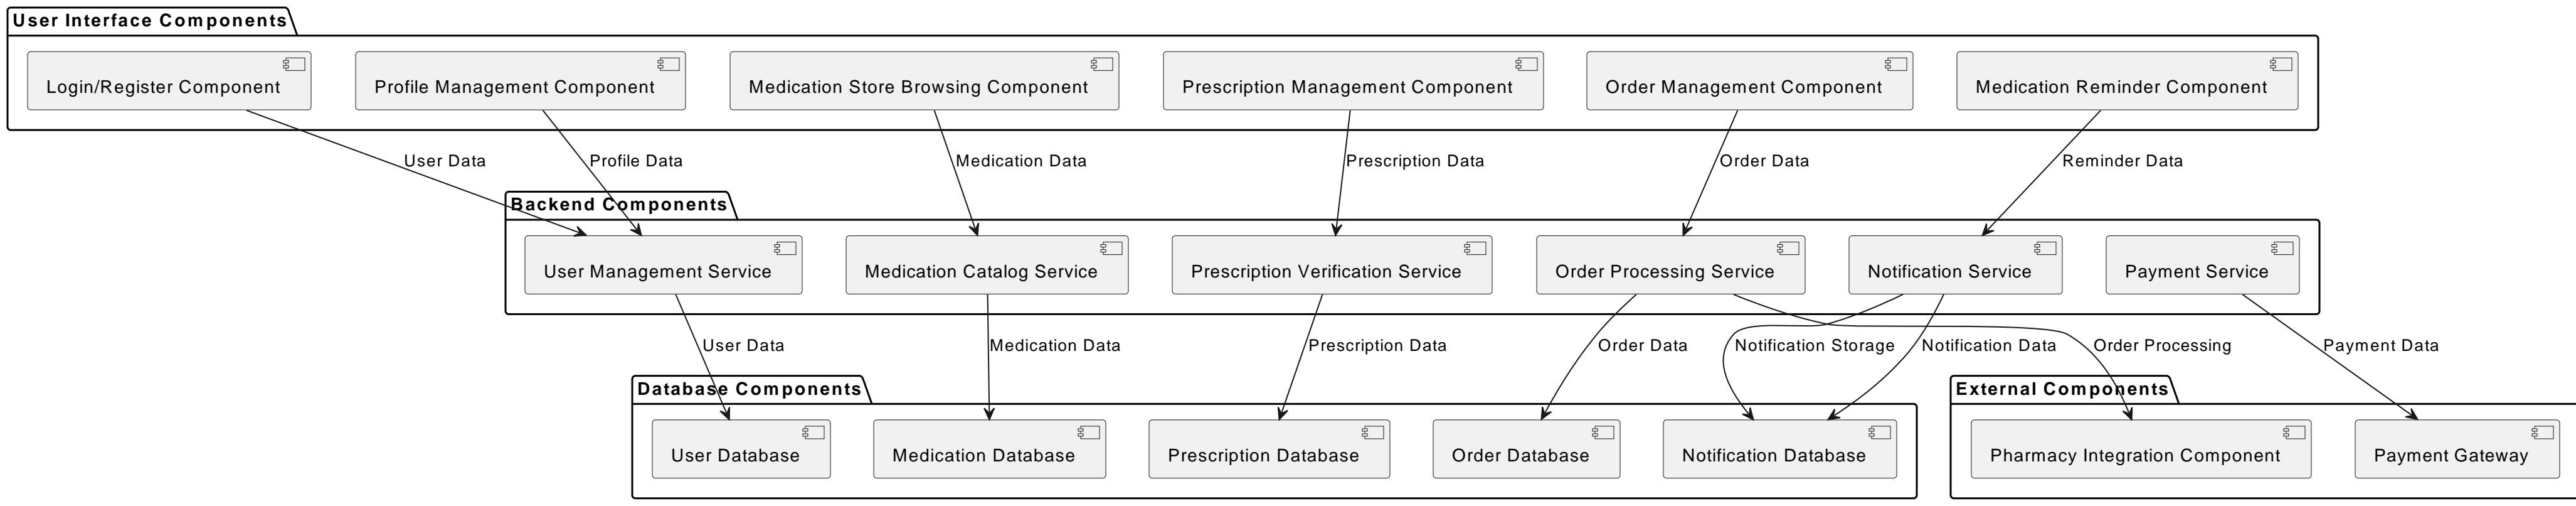 User Interface Components
Login/Register Component
Profile Management Component
Medication Store Browsing Component
Prescription Management Component
Order Management Component
Medication Reminder Component
User Data
Profile Data
Medication Data
Prescription Data
Order Data
Reminder Data
Backend Components
User Management Service
Medication Catalog Service
Prescription Verification Service
Order Processing Service
Notification Service
Payment Service
User Data
Medication Data
Prescription Data
Order Data
Notification Storage
Notification Data
Order Processing
Payment Data
Database Components
External Components
User Database
Medication Database
Prescription Database
Order Database
Notification Database
Pharmacy Integration Component
Payment Gateway